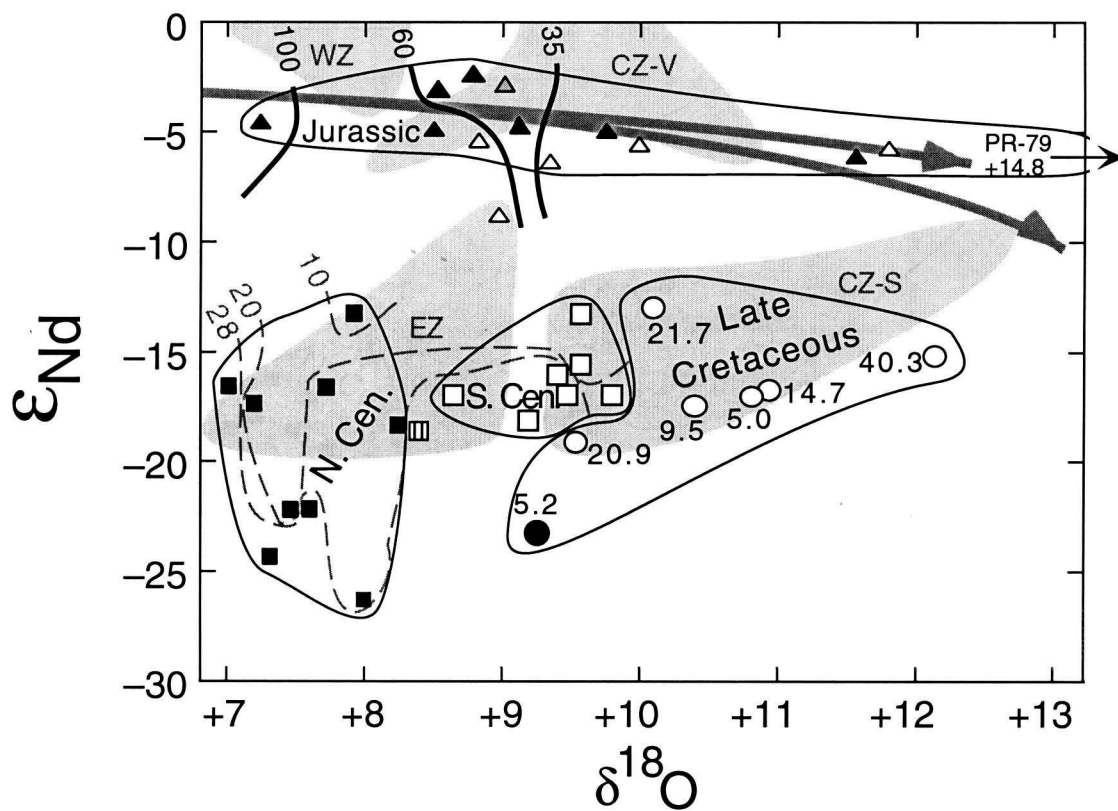 0
−5
−10
−15
−20
−25
−30
εNd
+7
+8
+9
+10
+11
+12
+13
δ18O
100
WZ
60
35
CZ-V
Jurassic
PR-79
+14.8
10
20
28
EZ
N. Cen.
S. Cen.
CZ-S
Late
Cretaceous
21.7
40.3
14.7
5.0
9.5
20.9
5.2